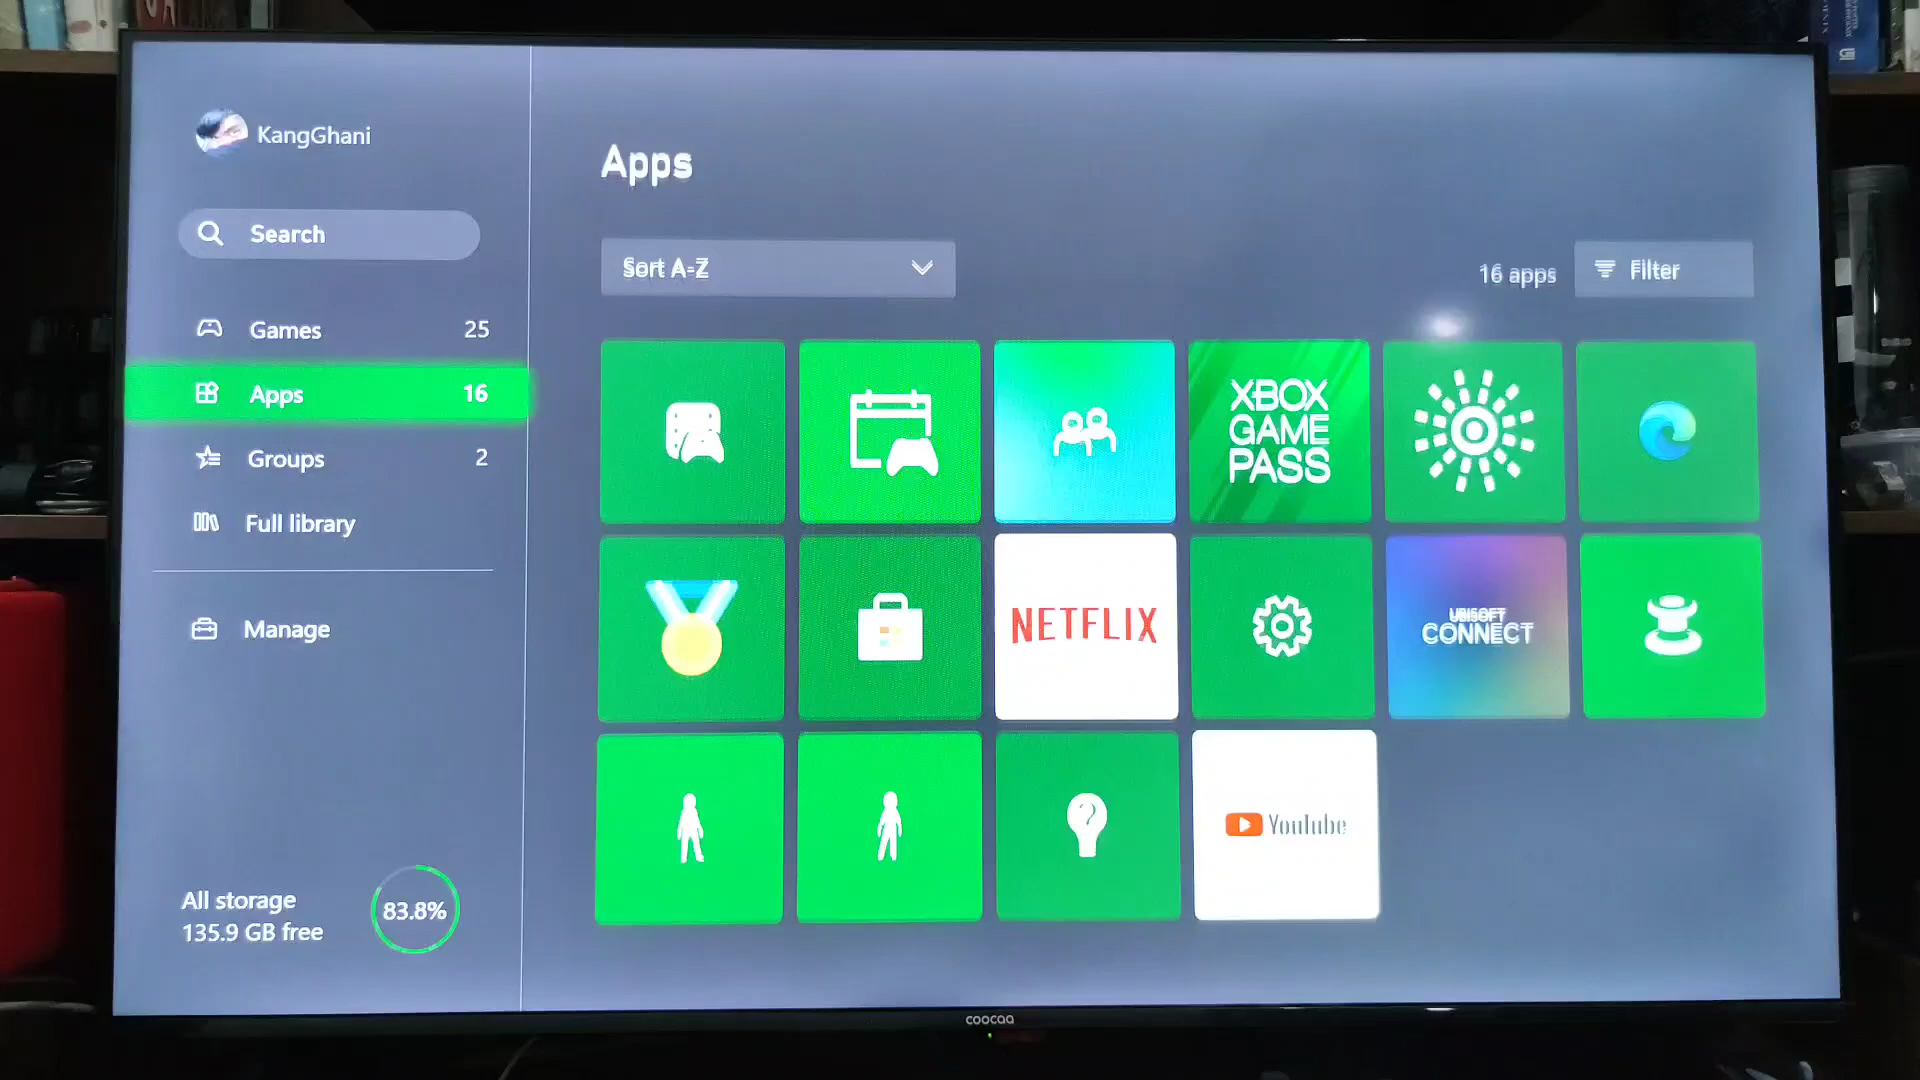 KangGhani
Search
Games 25
Apps 16
Groups 2
Full library
Manage
All storage
135.9 GB free
83.8%
Apps
Sort A-Z
16 apps
Filter
XBOX
GAME
PASS
NETFLIX
UBISOFT
CONNECT
YouTube
coocaa